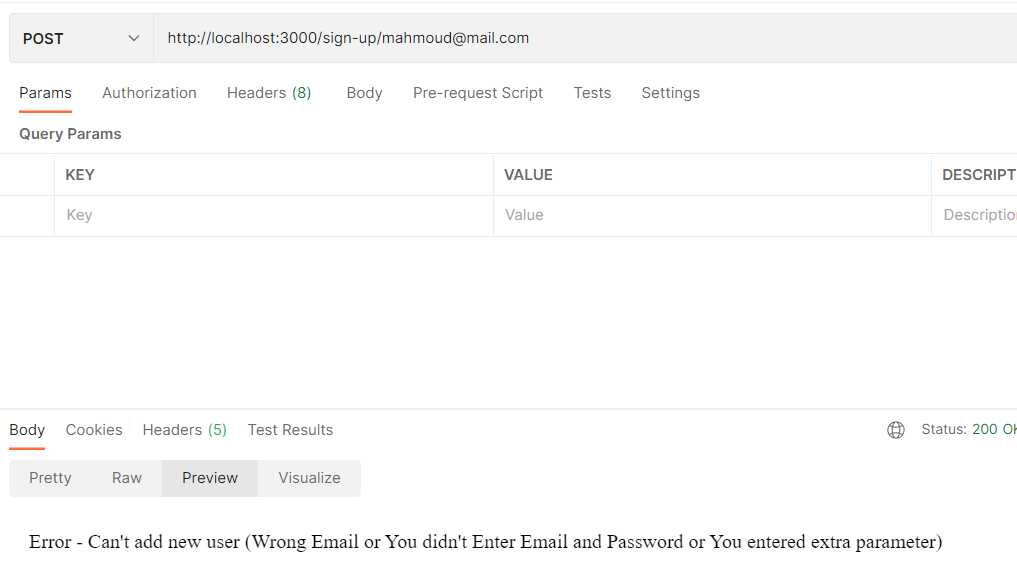 POST http://localhost:3000/sign-up/mahmoud@mail.com
Params Authorization Headers (8) Body Pre-request Script Tests Settings
Query Params
KEY VALUE DESCRIPT
Key Value Descriptio
Body Cookies Headers (5) Test Results Status: 200 OK
Pretty Raw Preview Visualize
Error - Can't add new user (Wrong Email or You didn't Enter Email and Password or You entered extra parameter)